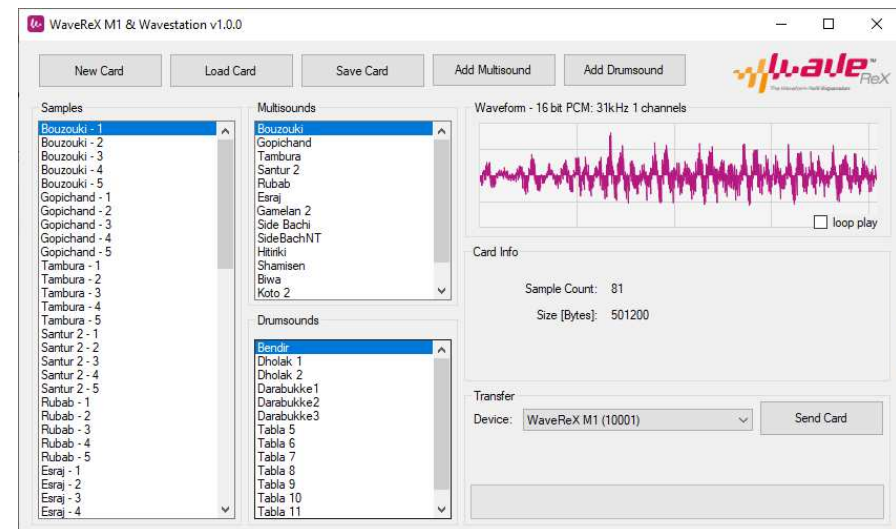 WaveReX M1 & Wavestation v1.0.0
New Card
Load Card
Save Card
Add Multisound
Add Drumsound
wave ReX™
The Waveform ReX Expansion
Samples
Bouzouki - 1
Bouzouki - 2
Bouzouki - 3
Bouzouki - 4
Bouzouki - 5
Gopichand - 1
Gopichand - 2
Gopichand - 3
Gopichand - 4
Gopichand - 5
Tambura - 1
Tambura - 2
Tambura - 3
Tambura - 4
Tambura - 5
Santur 2 - 1
Santur 2 - 2
Santur 2 - 3
Santur 2 - 4
Santur 2 - 5
Rubab - 1
Rubab - 2
Rubab - 3
Rubab - 4
Rubab - 5
Esraj - 1
Esraj - 2
Esraj - 3
Esraj - 4
Multisounds
Bouzouki
Gopichand
Tambura
Santur 2
Rubab
Esraj
Gamelan 2
Side Bachi
SideBachNT
Hitiriki
Shamisen
Biwa
Koto 2
Drumsounds
Bendir
Dholak 1
Dholak 2
Darabukke1
Darabukke2
Darabukke3
Tabla 5
Tabla 6
Tabla 7
Tabla 8
Tabla 9
Tabla 10
Tabla 11
Waveform - 16 bit PCM: 31kHz 1 channels
loop play
Card Info
Sample Count: 81
Size [Bytes]: 501200
Transfer
Device: WaveReX M1 (10001)
Send Card